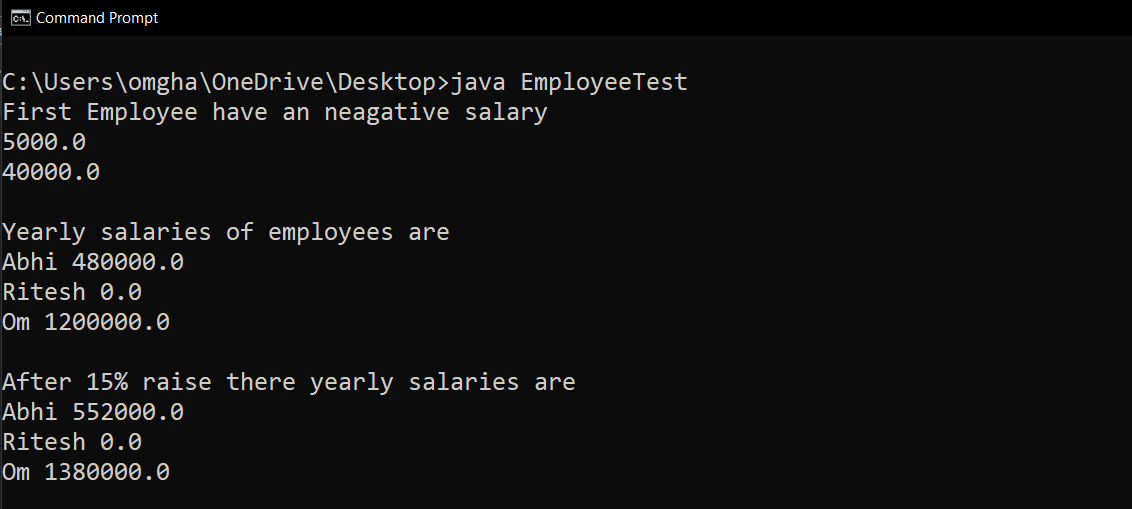 Command Prompt
C:\Users\omgha\OneDrive\Desktop>java EmployeeTest
First Employee have an neagative salary
5000.0
40000.0
Yearly salaries of employees are
Abhi 480000.0
Ritesh 0.0
Om 1200000.0
After 15% raise there yearly salaries are
Abhi 552000.0
Ritesh 0.0
Om 1380000.0